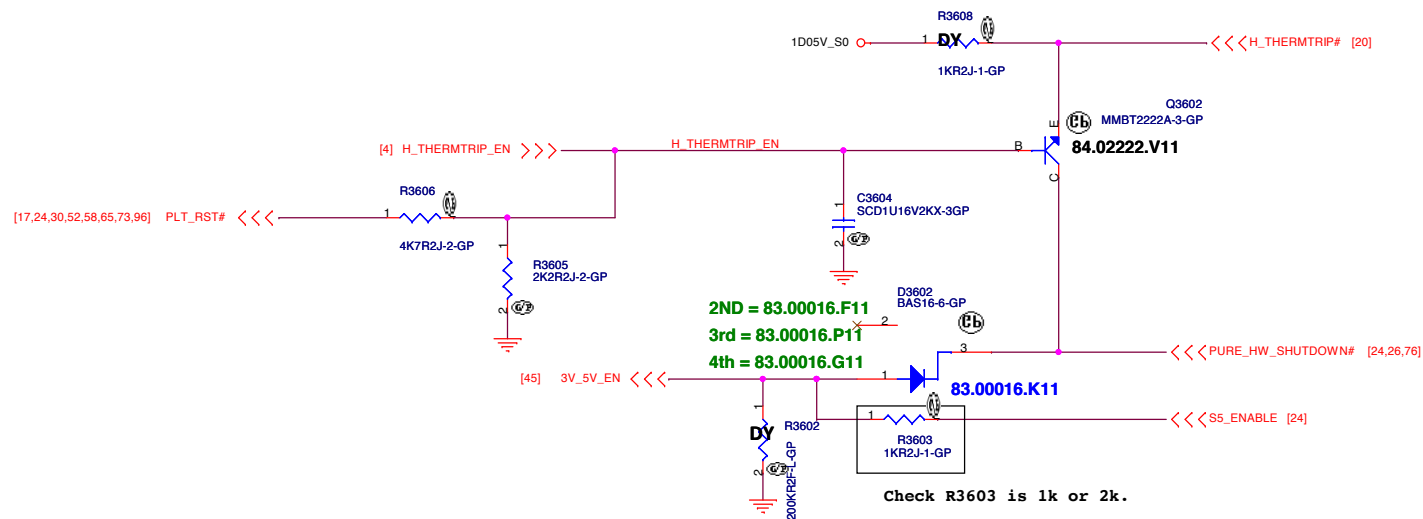 R3608
1D05V_S0
1
DY
1KR2J-1-GP
H_THERMTRIP# [20]
Q3602
MMBT2222A-3-GP
84.02222.V11
E
B
C
[4] H_THERMTRIP_EN
H_THERMTRIP_EN
R3606
[17,24,30,52,58,65,73,96] PLT_RST#
1
4K7R2J-2-GP
1
R3605
2K2R2J-2-GP
2
1
C3604
SCD1U16V2KX-3GP
2
D3602
BAS16-6-GP
2ND = 83.00016.F11
3rd = 83.00016.P11
4th = 83.00016.G11
2
3
PURE_HW_SHUTDOWN# [24,26,76]
[45] 3V_5V_EN
1
83.00016.K11
1
DY
R3602
200KR2F-L-GP
2
1
R3603
1KR2J-1-GP
S5_ENABLE [24]
Check R3603 is 1k or 2k.